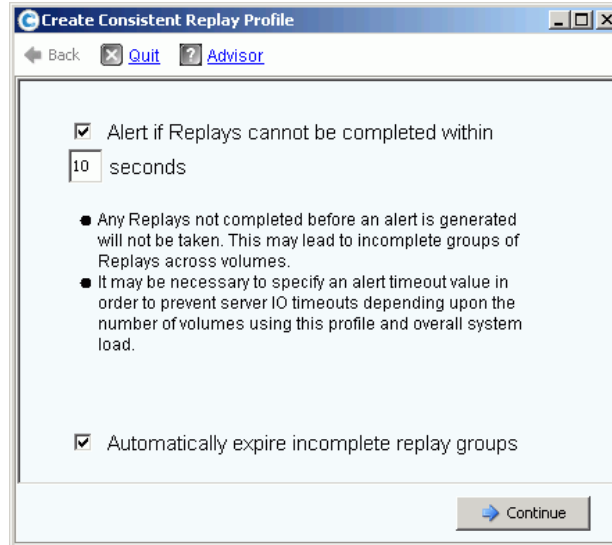 Create Consistent Replay Profile
Back Quit Advisor
Alert if Replays cannot be completed within
10 seconds
Any Replays not completed before an alert is generated
will not be taken. This may lead to incomplete groups of
Replays across volumes.
It may be necessary to specify an alert timeout value in
order to prevent server IO timeouts depending upon the
number of volumes using this profile and overall system
load.
Automatically expire incomplete replay groups
Continue